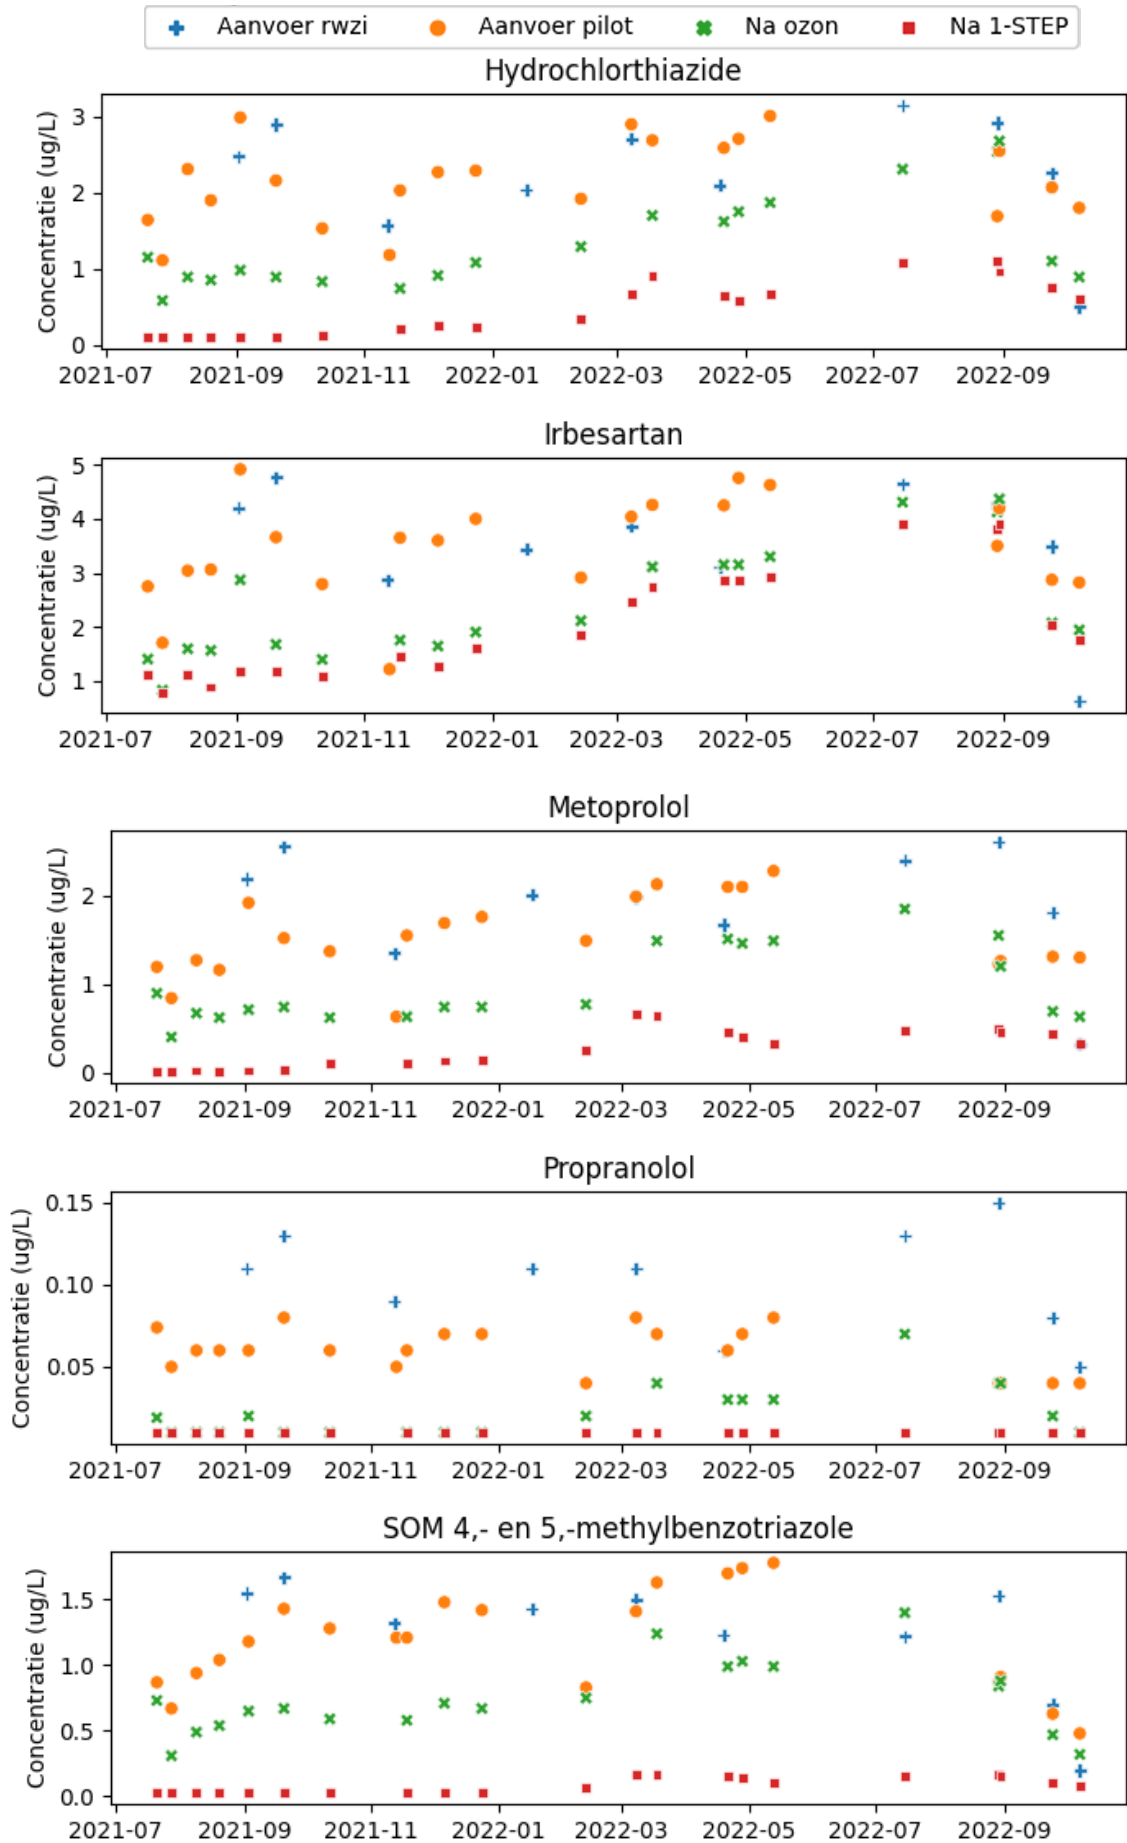 Aanvoer rwzi Aanvoer pilot Na ozon Na 1-STEP
Hydrochlorthiazide
Concentratie (ug/L)
3
2
1
0
2021-07 2021-09 2021-11 2022-01 2022-03 2022-05 2022-07 2022-09
Irbesartan
Concentratie (ug/L)
5
4
3
2
1
2021-07 2021-09 2021-11 2022-01 2022-03 2022-05 2022-07 2022-09
Metoprolol
Concentratie (ug/L)
2
1
0
2021-07 2021-09 2021-11 2022-01 2022-03 2022-05 2022-07 2022-09
Propranolol
Concentratie (ug/L)
0.15
0.10
0.05
2021-07 2021-09 2021-11 2022-01 2022-03 2022-05 2022-07 2022-09
SOM 4,- en 5,-methylbenzotriazole
Concentratie (ug/L)
1.5
1.0
0.5
0.0
2021-07 2021-09 2021-11 2022-01 2022-03 2022-05 2022-07 2022-09